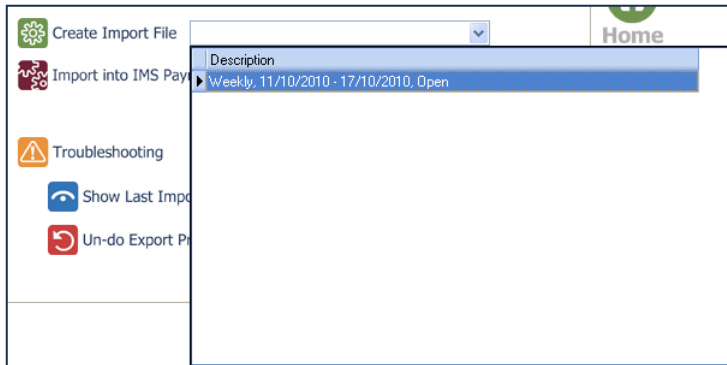 Create Import File
Home
Description
Import into IMS Pay
Weekly, 11/10/2010 - 17/10/2010, Open
Troubleshooting
Show Last Impo
Un-do Export Pr